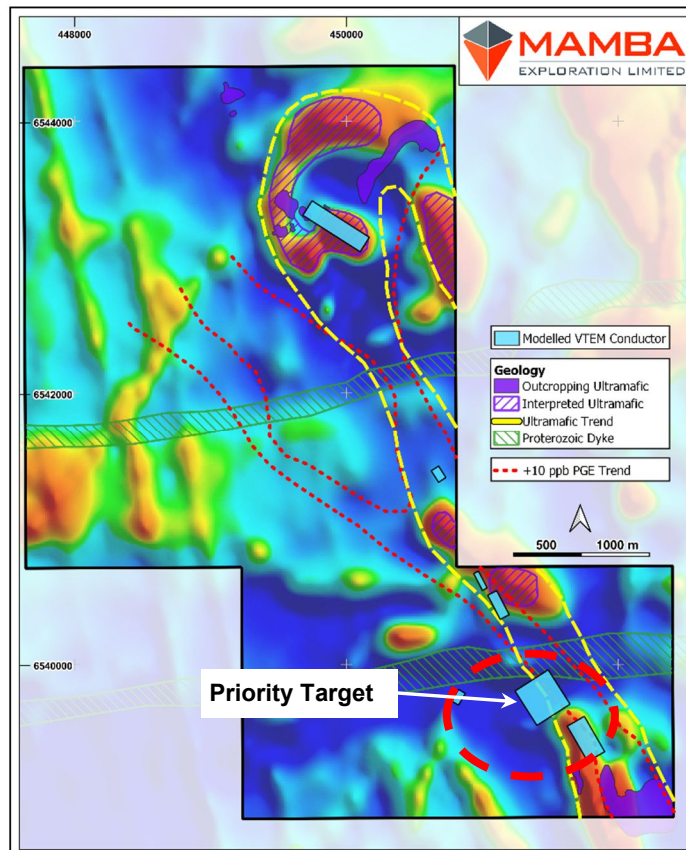 448000
450000
MAMBA
EXPLORATION LIMITED
6544000
Modelled VTEM Conductor
Geology
Outcropping Ultramafic
Interpreted Ultramafic
Ultramafic Trend
Proterozoic Dyke
+10 ppb PGE Trend
6542000
500 1000 m
6540000
Priority Target